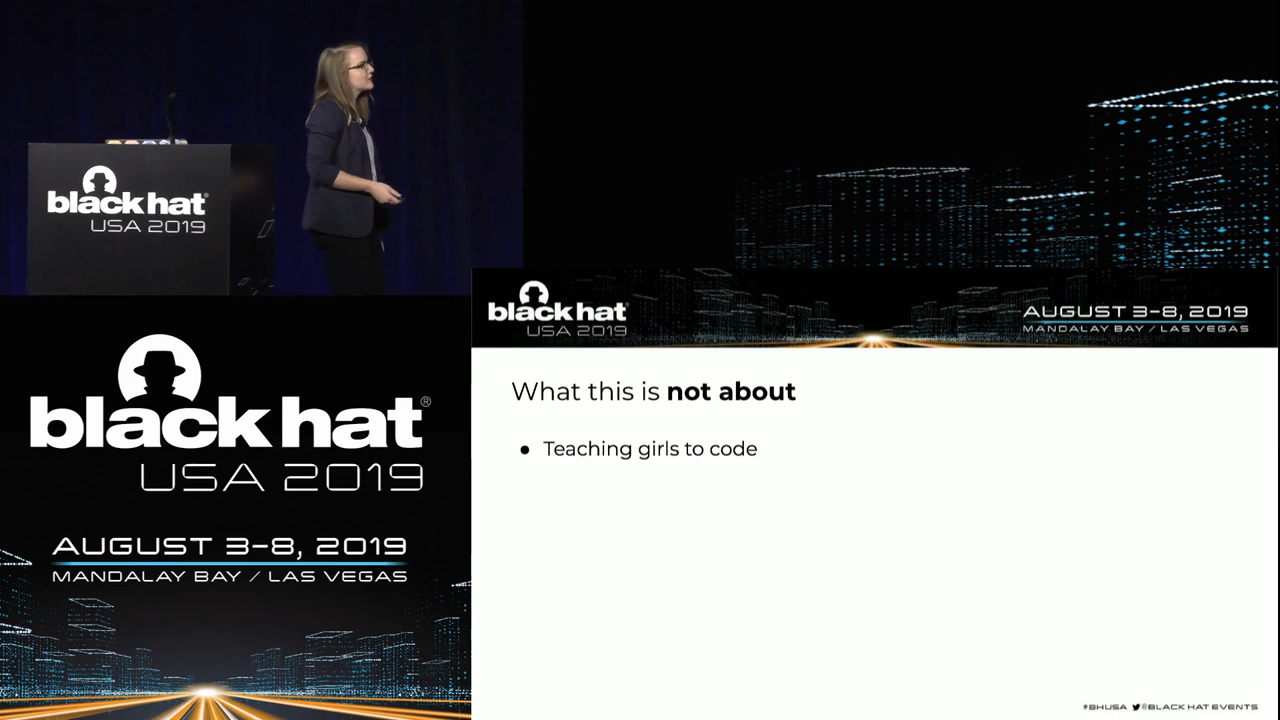 black hat
USA 2019
black hat®
USA 2019
AUGUST 3-8, 2019
MANDALAY BAY / LAS VEGAS
black hat
USA 2019
AUGUST 3-8, 2019
MANDALAY BAY / LAS VEGAS
What this is not about
● Teaching girls to code
#BHUSA @BLACK HAT EVENTS